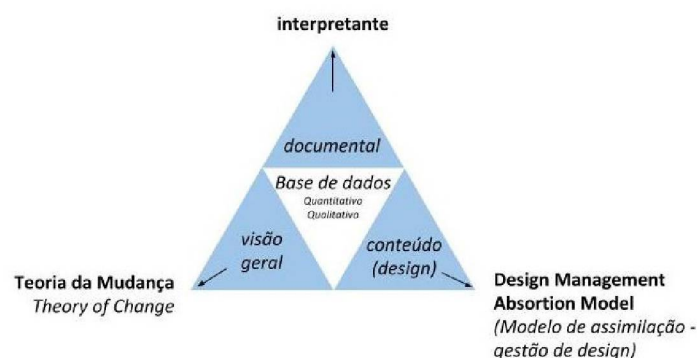 interpretante
documental
Base de dados
Quantitativo
Qualitativo
visão
geral
conteúdo
(design)
Teoria da Mudança
Theory of Change
Design Management
Absortion Model
(Modelo de assimilação -
gestão de design)